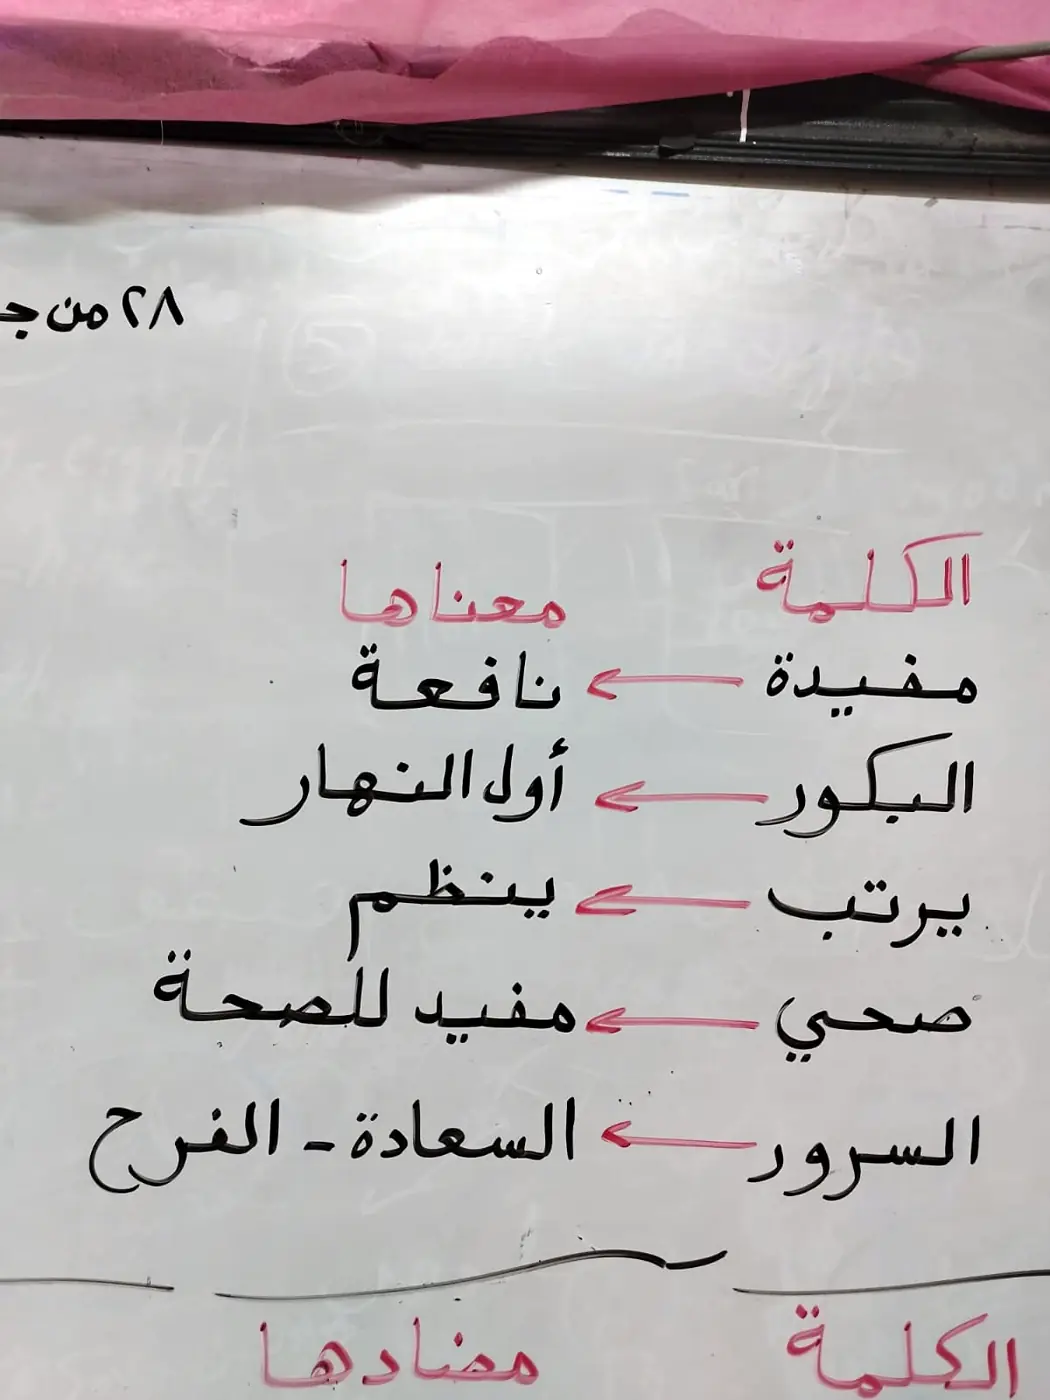 ٢٨ من ج
الكلمة معناها
مفيدة ← نافعة
البكور ← أول النهار
يرتب ← ينظم
صحي ← مفيد للصحة
السرور ← السعادة - الفرح
الكلمة مضادها